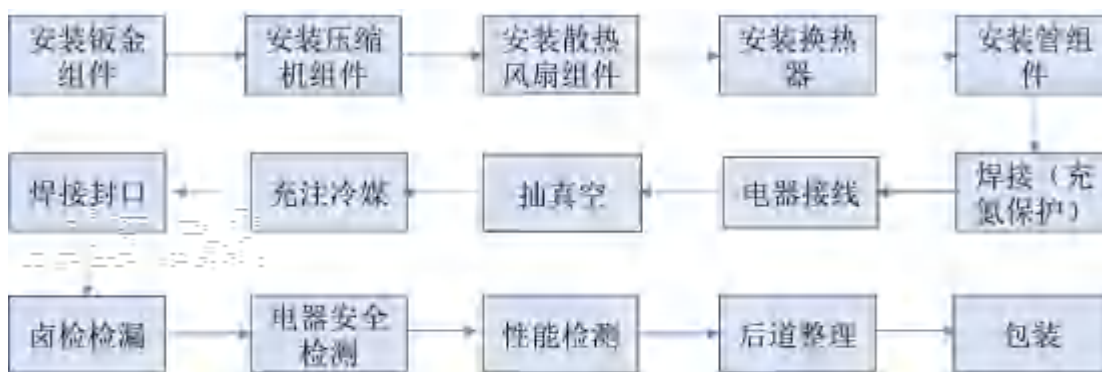 安装钣金
组件
安装压缩
机组件
安装散热
风扇组件
安装换热
器
安装管组
件
焊接封口
充注冷媒
抽真空
电器接线
焊接（充
氮保护）
卤检检漏
电器安全
检测
性能检测
后道整理
包装